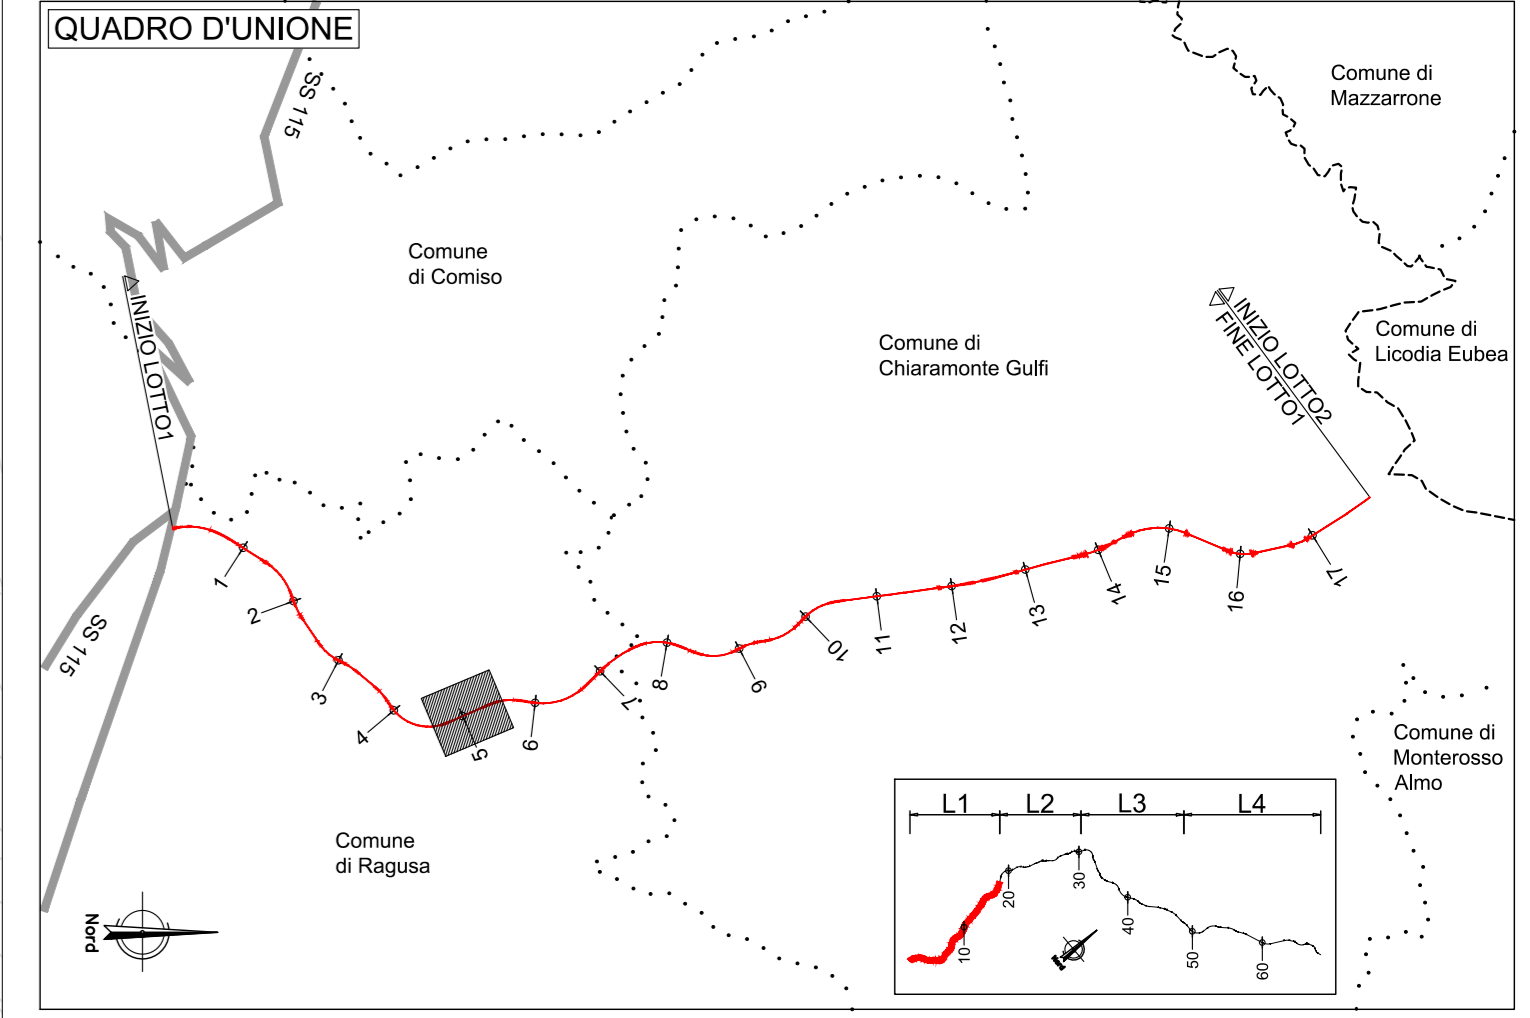 QUADRO D'UNIONE
SS 115
Comune di
Mazzarrone
Comune
di Comiso
INIZIO LOTTO1
Comune di
Chiaramonte Gulfi
INIZIO LOTTO2
FINE LOTTO1
Comune di
Licodia Eubea
1
2
3
4
5
6
7
8
9
10
11
12
13
14
15
16
17
SS 115
Comune
di Ragusa
Comune di
Monterosso
Almo
Nord
L1 L2 L3 L4
10
20
30
40
50
60
Nord